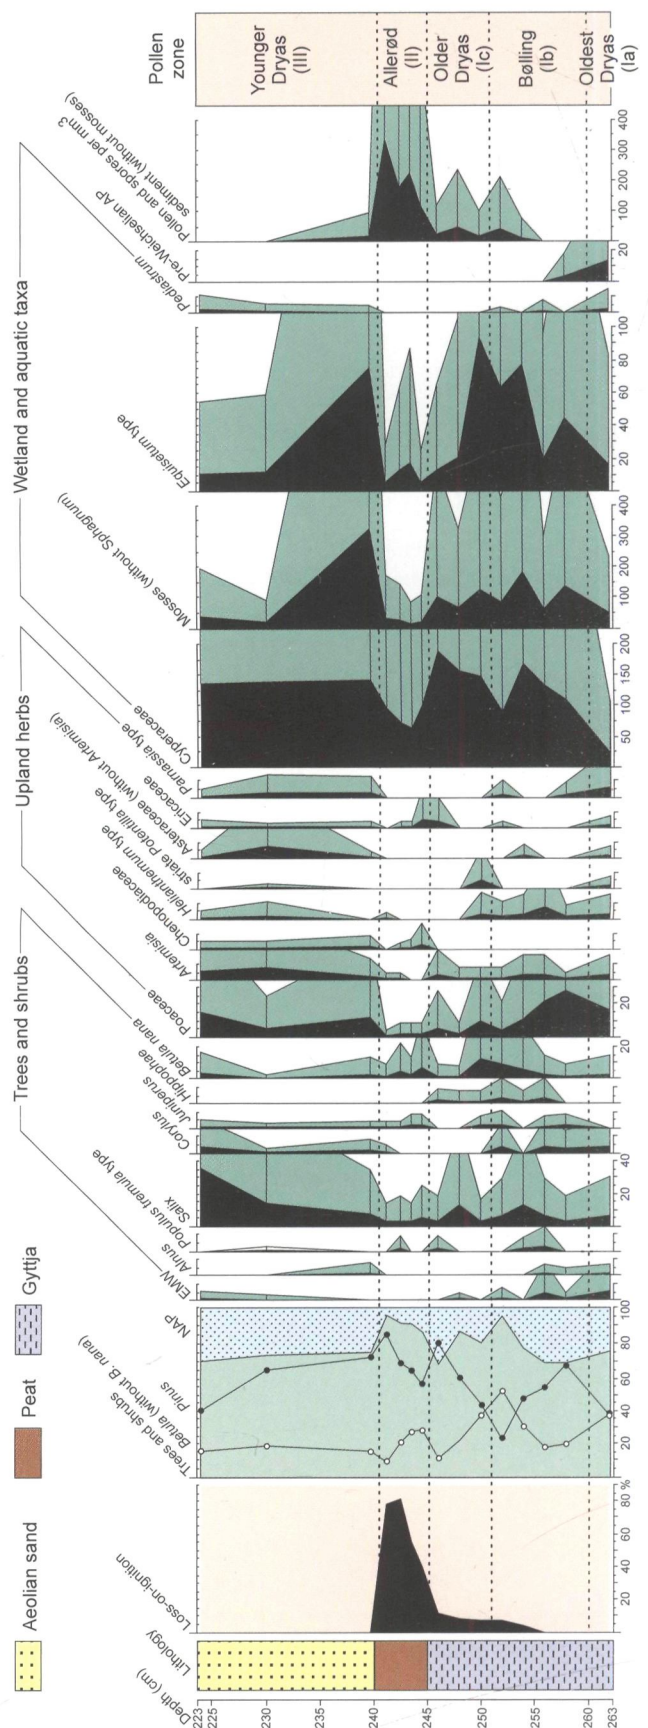 Aeolian sand
Peat
Gyttja
Trees and shrubs
Upland herbs
Wetland and aquatic taxa
Depth (cm)
Lithology
Loss-on-ignition
Trees and shrubs
Betula (without B. nana)
Pinus
NAP
EMW
Alnus
Populus tremula type
Salix
Corylus
Juniperus
Hippophae
Betula nana
Poaceae
Artemisia
Chenopodiaceae
Helianthemum type
striate Potentilla type
Asteraceae (without Artemisia)
Ericaceae
Parnassia type
Cyperaceae
Mosses (without Sphagnum)
Equisetum type
Pediastrum
Pre-Weichselian AP
Pollen and spores per mm3
sediment (without mosses)
Pollen
zone
Younger
Dryas
(III)
Allerød
(II)
Older
Dryas
(Ic)
Bølling
(Ib)
Oldest
Dryas
(Ia)
223
225
230
235
240
245
250
255
260
263
20 40 60 80 %
20 40 60 80 100
20 40
20
20
50 100 150 200
100 200 300 400
20 40 60 80 100
20
100 200 300 400